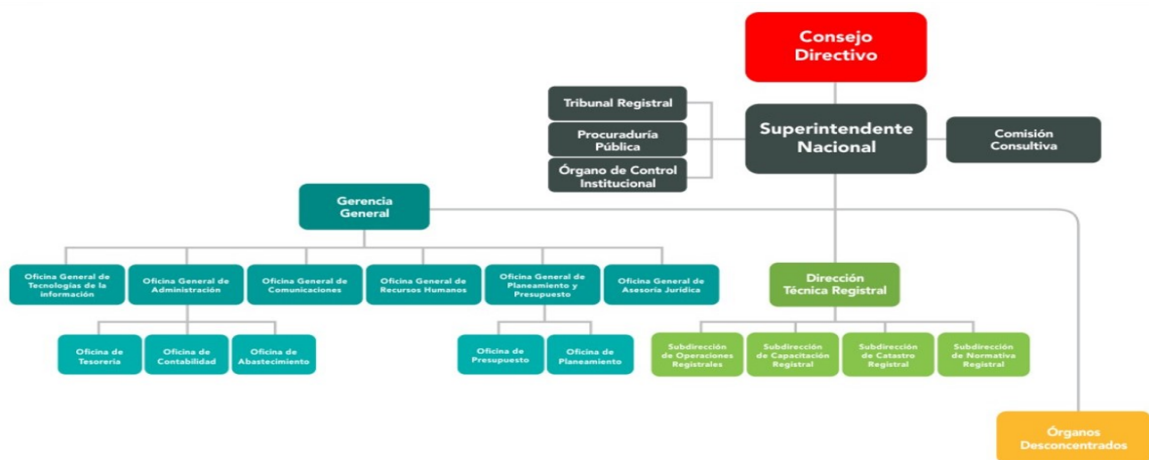 Consejo
Directivo
Tribunal Registral
Procuraduría
Pública
Órgano de Control
Institucional
Superintendente
Nacional
Comisión
Consultiva
Gerencia
General
Oficina General de
Tecnologías de la
información
Oficina General de
Administración
Oficina General de
Comunicaciones
Oficina General de
Recursos Humanos
Oficina General de
Planeamiento y
Presupuesto
Oficina General de
Asesoría Jurídica
Dirección
Técnica Registral
Oficina de
Tesorería
Oficina de
Contabilidad
Oficina de
Abastecimiento
Oficina de
Presupuesto
Oficina de
Planeamiento
Subdirección
de Operaciones
Registrales
Subdirección
de Capacitación
Registral
Subdirección
de Catastro
Registral
Subdirección
de Normativa
Registral
Órganos
Desconcentrados